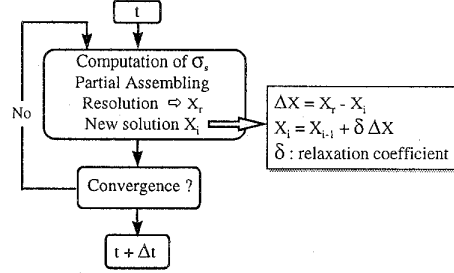 t
Computation of σs
Partial Assembling
Resolution ⇨ Xr
New solution Xi
ΔX = Xr - Xi
Xi = Xi-1 + δ ΔX
δ : relaxation coefficient
No
Convergence ?
t + Δt